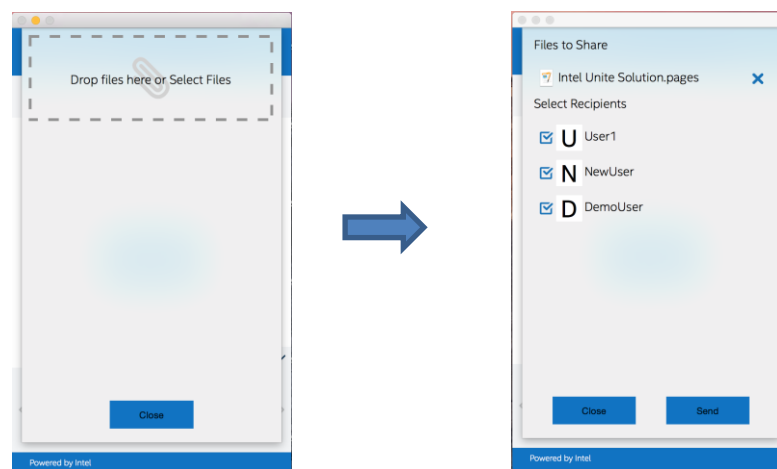 Drop files here or Select Files
Close
Powered by Intel
Files to Share
Intel Unite Solution.pages
Select Recipients
U User1
N NewUser
D DemoUser
Close Send
Powered by Intel